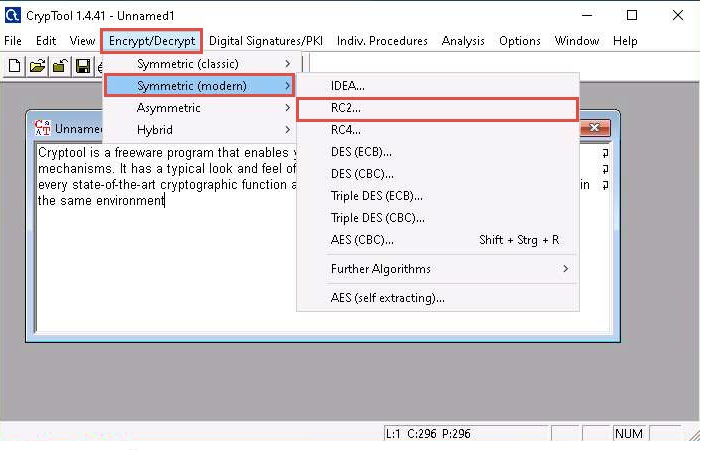 CrypTool 1.4.41 - Unnamed1
File Edit View Encrypt/Decrypt Digital Signatures/PKI Indiv. Procedures Analysis Options Window Help
Symmetric (classic)
Symmetric (modern)
Asymmetric
Hybrid
IDEA...
RC2...
RC4...
DES (ECB)...
DES (CBC)...
Triple DES (ECB)...
Triple DES (CBC)...
AES (CBC)... Shift + Strg + R
Further Algorithms
AES (self extracting)...
Cryptool is a freeware program that enables
mechanisms. It has a typical look and feel of
every state-of-the-art cryptographic function in
the same environment
L:1 C:296 P:296 NUM